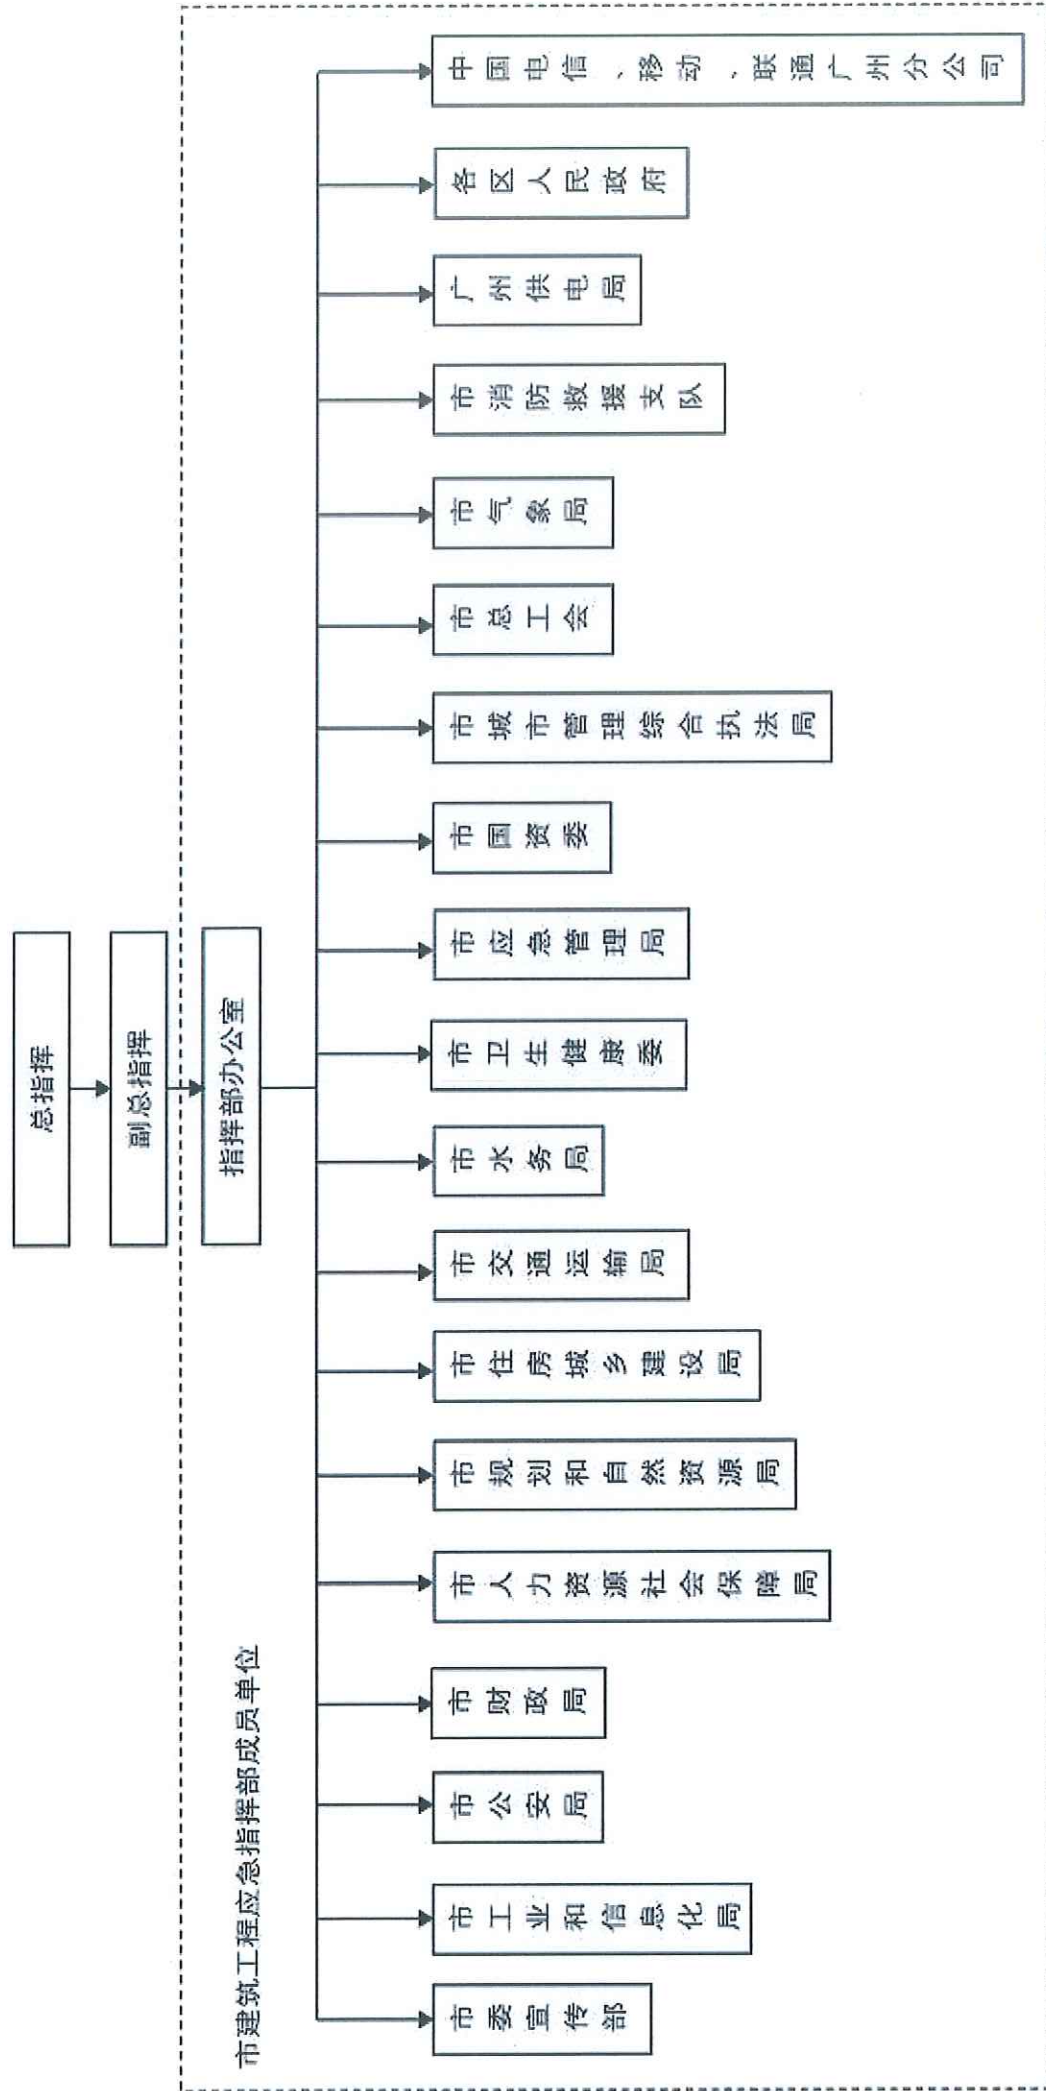 总指挥
副总指挥
指挥部办公室
市建筑工程应急指挥部成员单位
市委宣传部
市工业和信息化局
市公安局
市财政局
市人力资源社会保障局
市规划和自然资源局
市住房城乡建设局
市交通运输局
市水务局
市卫生健康委
市应急管理局
市国资委
市城市管理综合执法局
市总工会
市气象局
市消防救援支队
广州供电局
各区人民政府
中国电信、移动、联通广州分公司